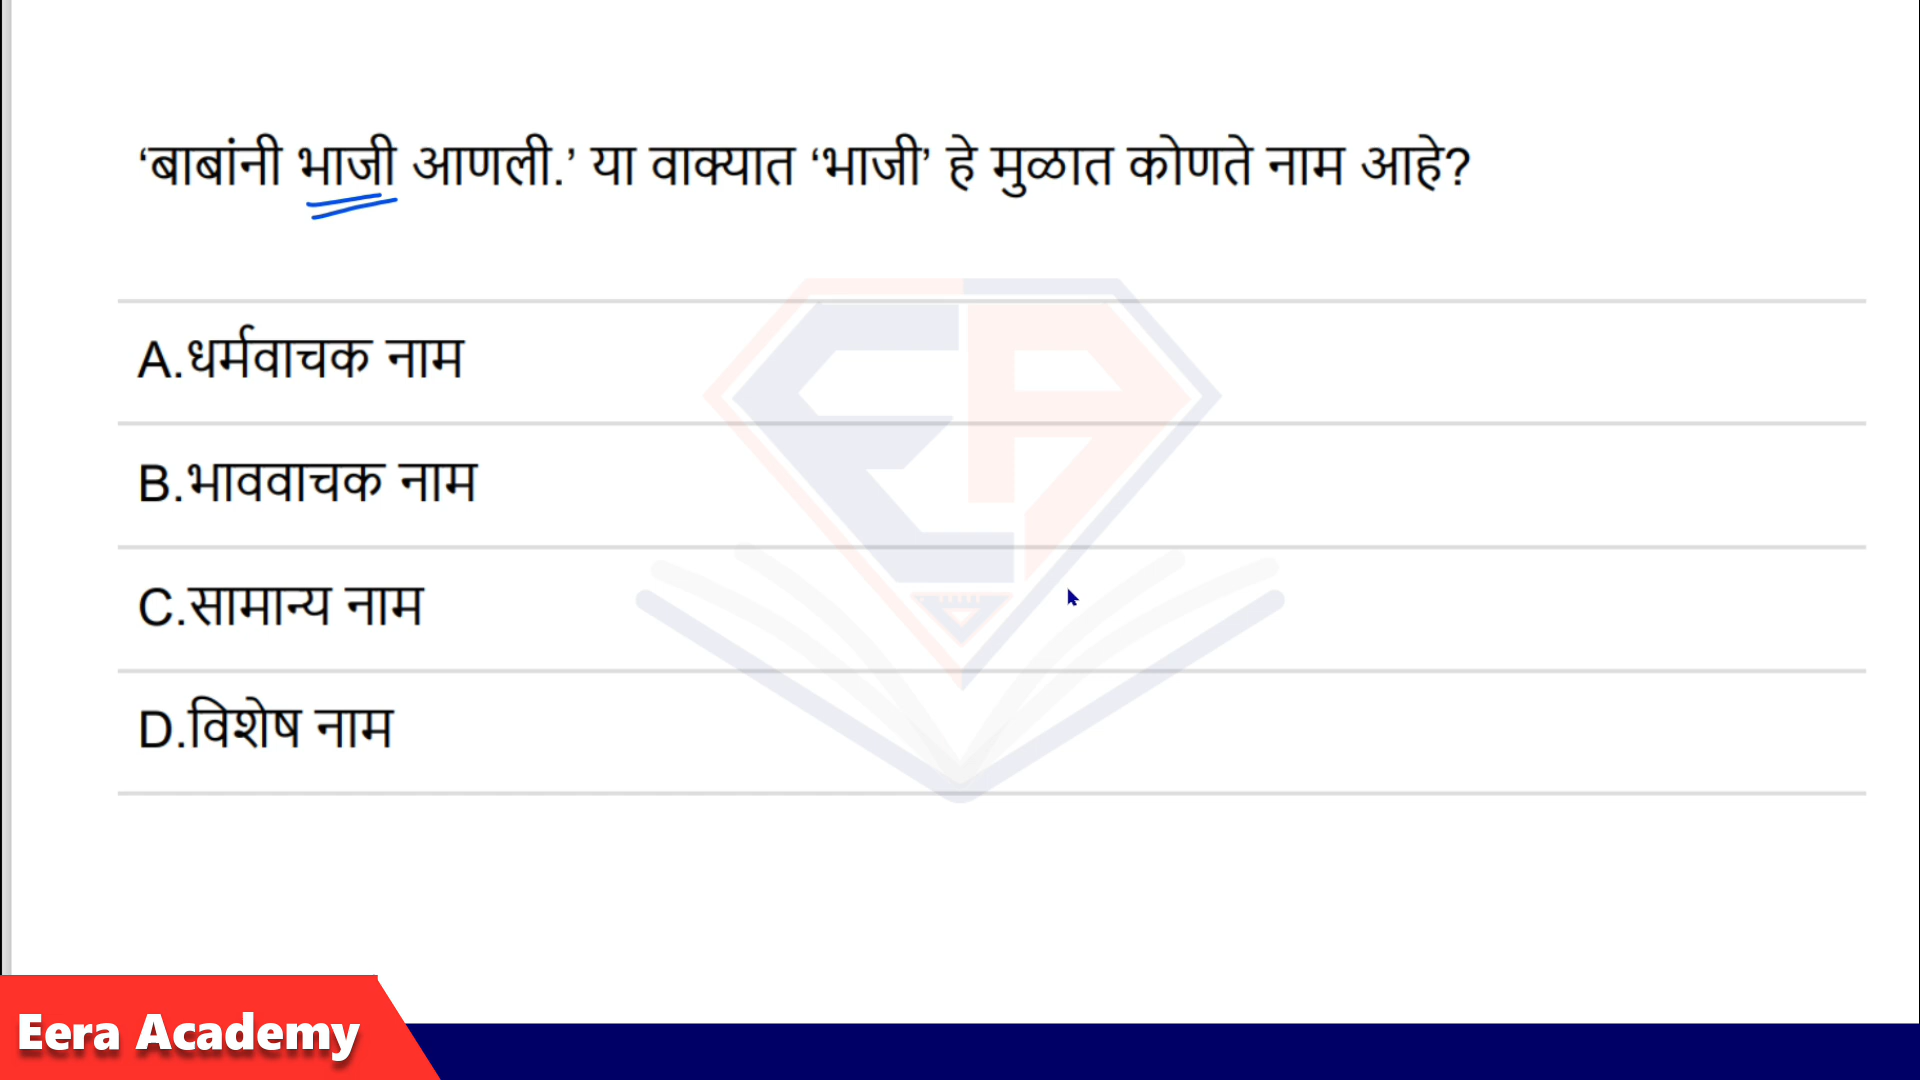 ‘बाबांनी भाजी आणली.’ या वाक्यात ‘भाजी’ हे मुळात कोणते नाम आहे?
A.धर्मवाचक नाम
B.भाववाचक नाम
C.सामान्य नाम
D.विशेष नाम
Eera Academy